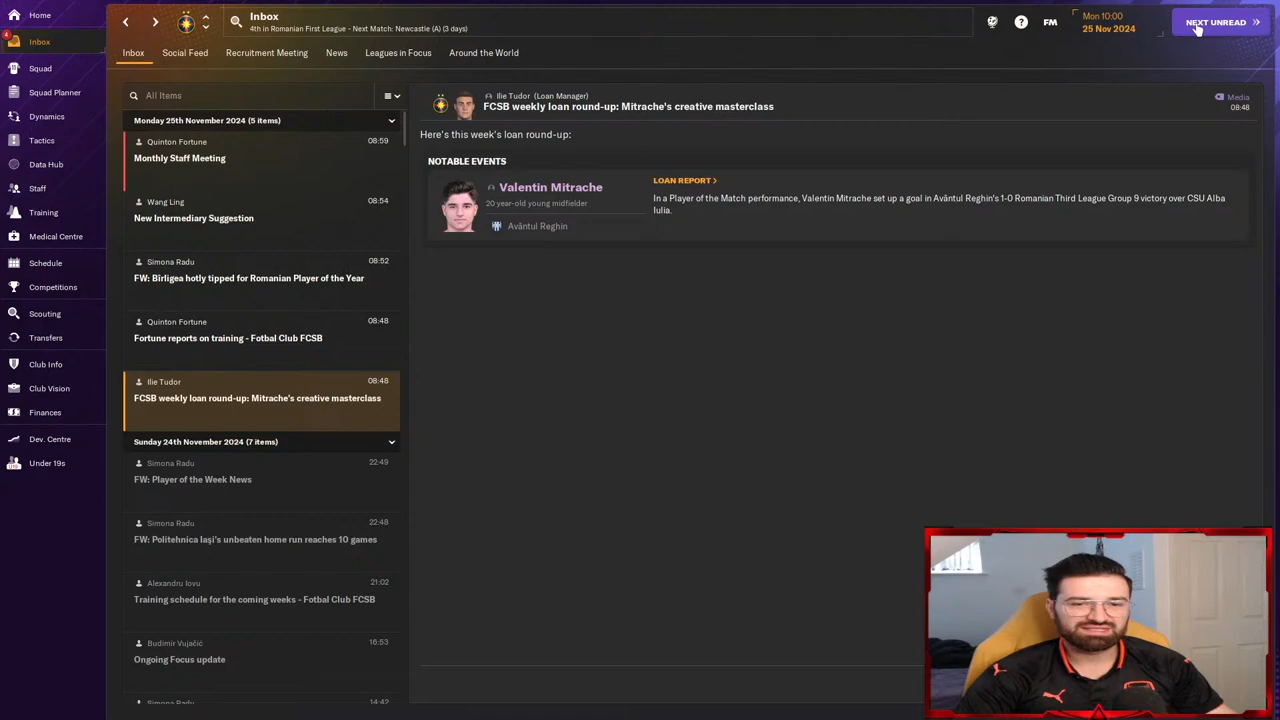 Home
4
Inbox
Squad
Squad Planner
Dynamics
Tactics
Data Hub
Staff
Training
Medical Centre
Schedule
Competitions
Scouting
Transfers
Club Info
Club Vision
Finances
Dev. Centre
U19
Under 19s
Inbox
4th in Romanian First League - Next Match: Newcastle (A) (3 days)
?
FM
Mon 10:00
25 Nov 2024
NEXT UNREAD
Inbox
Social Feed
Recruitment Meeting
News
Leagues in Focus
Around the World
All Items
Monday 25th November 2024 (5 items)
Quinton Fortune 08:59
Monthly Staff Meeting
Wang Ling 08:54
New Intermediary Suggestion
Simona Radu 08:52
FW: Bîrligea hotly tipped for Romanian Player of the Year
Quinton Fortune 08:48
Fortune reports on training - Fotbal Club FCSB
Ilie Tudor 08:48
FCSB weekly loan round-up: Mitrache's creative masterclass
Sunday 24th November 2024 (7 items)
Simona Radu 22:49
FW: Player of the Week News
Simona Radu 22:48
FW: Politehnica Iași's unbeaten home run reaches 10 games
Alexandru Iovu 21:02
Training schedule for the coming weeks - Fotbal Club FCSB
Budimir Vujačić 16:53
Ongoing Focus update
Simona Radu 14:42
Ilie Tudor (Loan Manager)
FCSB weekly loan round-up: Mitrache's creative masterclass
Media
08:48
Here's this week's loan round-up:
NOTABLE EVENTS
Valentin Mitrache
20 year-old young midfielder
Avântul Reghin
LOAN REPORT
In a Player of the Match performance, Valentin Mitrache set up a goal in Avântul Reghin's 1-0 Romanian Third League Group 9 victory over CSU Alba
Iulia.